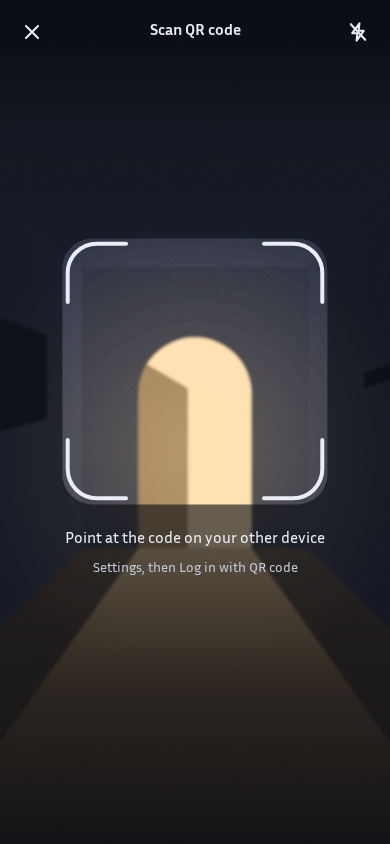 Scan QR code
Point at the code on your other device
Settings, then Log in with QR code